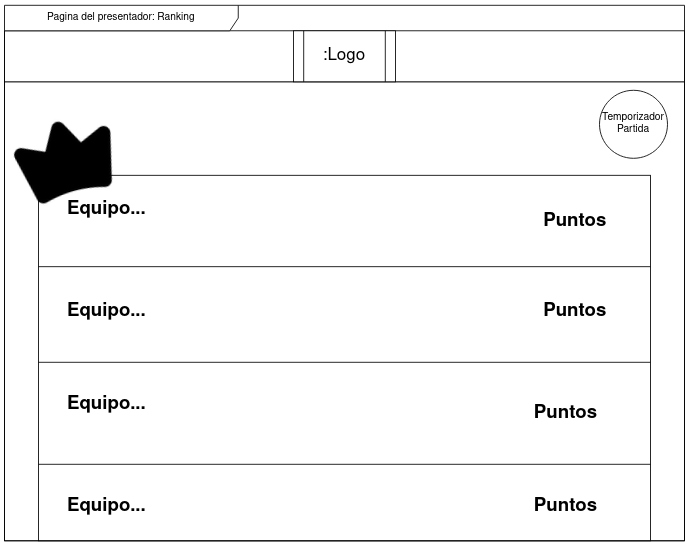 Pagina del presentador: Ranking
:Logo
Temporizador
Partida
Equipo...
Puntos
Equipo...
Puntos
Equipo...
Puntos
Equipo...
Puntos